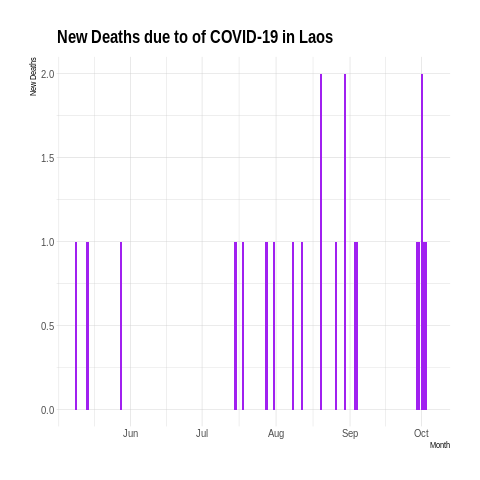 New Deaths due to of COVID-19 in Laos
New Deaths
2.0
1.5
1.0
0.5
0.0
Jun Jul Aug Sep Oct
Month